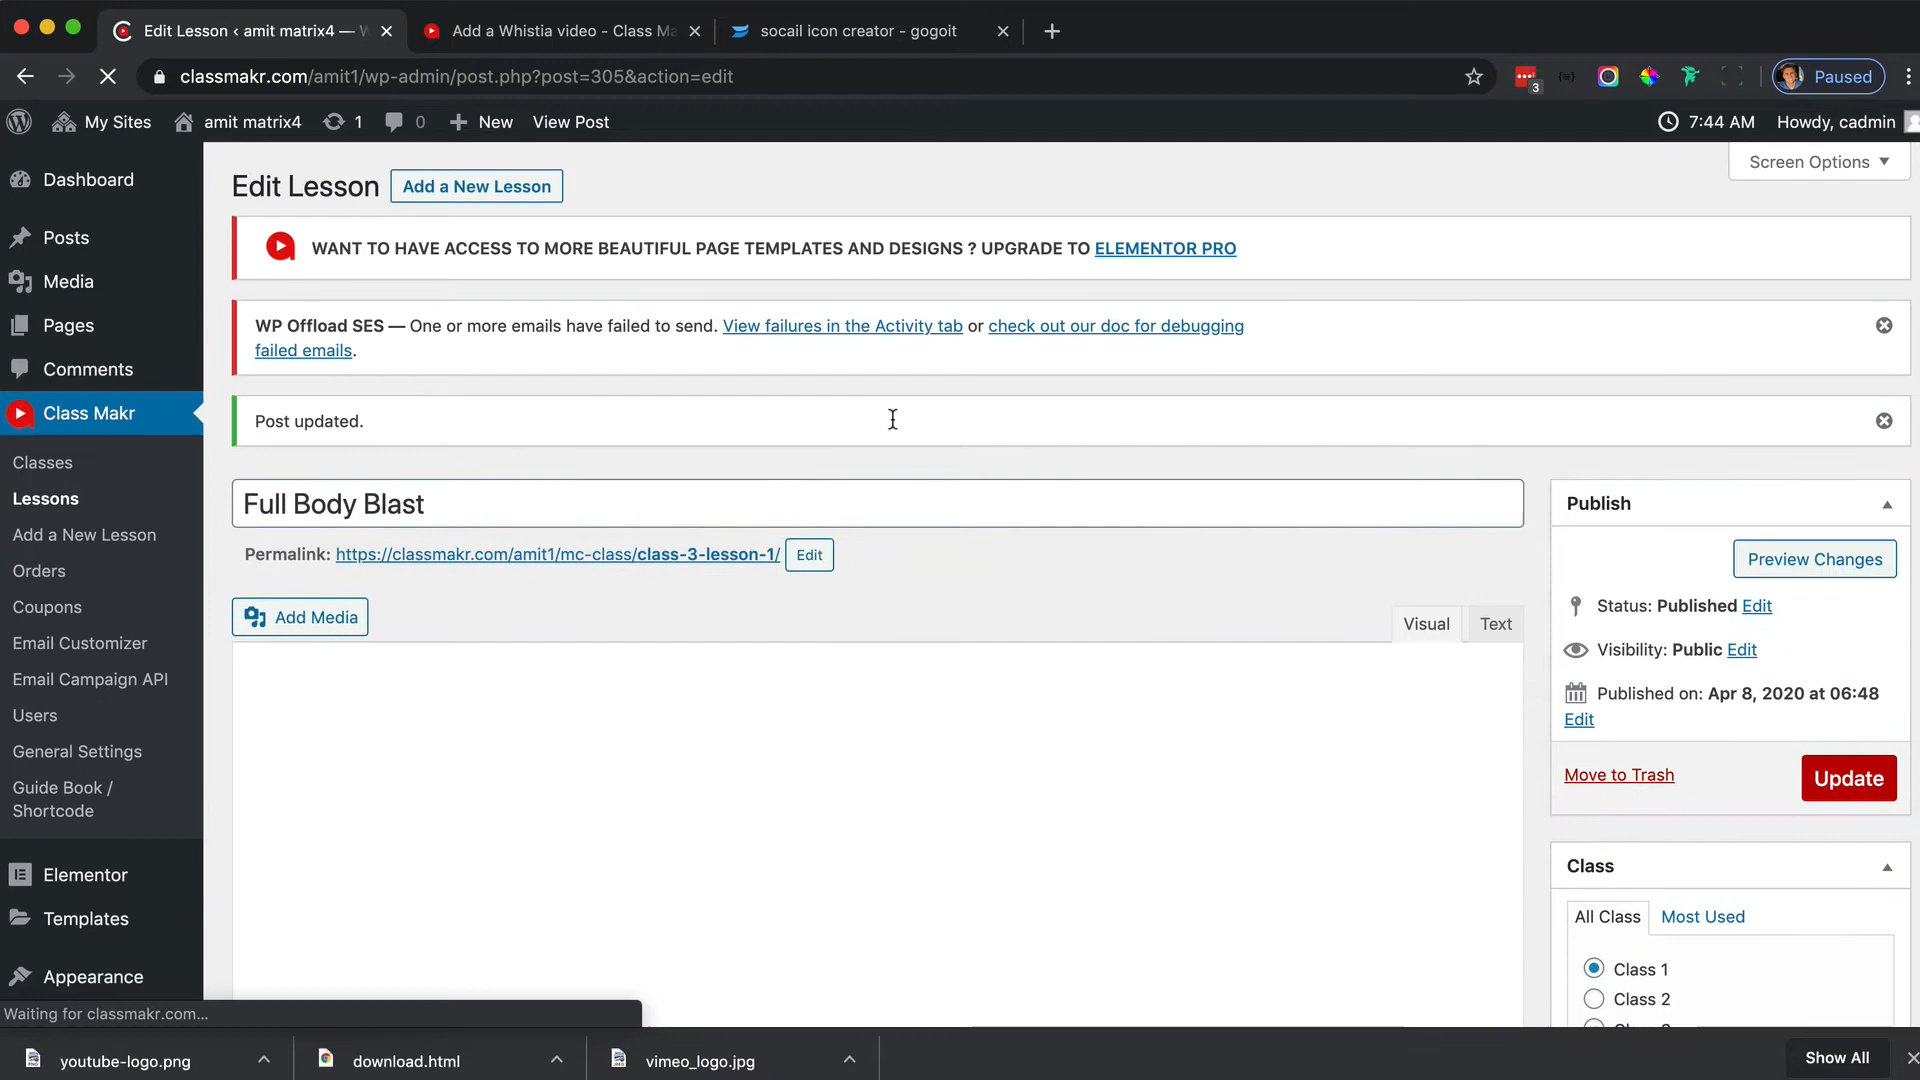 Edit Lesson ‹ amit matrix4 — W
Add a Whistia video - Class Ma
socail icon creator - gogoit
classmakr.com/amit1/wp-admin/post.php?post=305&action=edit
3
Paused
My Sites
amit matrix4
1
0
New
View Post
7:44 AM
Howdy, cadmin
Screen Options
Dashboard
Posts
Media
Pages
Comments
Class Makr
Classes
Lessons
Add a New Lesson
Orders
Coupons
Email Customizer
Email Campaign API
Users
General Settings
Guide Book /
Shortcode
Elementor
Templates
Appearance
Edit Lesson
Add a New Lesson
WANT TO HAVE ACCESS TO MORE BEAUTIFUL PAGE TEMPLATES AND DESIGNS ? UPGRADE TO ELEMENTOR PRO
WP Offload SES — One or more emails have failed to send. View failures in the Activity tab or check out our doc for debugging
failed emails.
Post updated.
Full Body Blast
Permalink: https://classmakr.com/amit1/mc-class/class-3-lesson-1/
Edit
Add Media
Visual
Text
Publish
Preview Changes
Status: Published Edit
Visibility: Public Edit
Published on: Apr 8, 2020 at 06:48
Edit
Move to Trash
Update
Class
All Class
Most Used
Class 1
Class 2
Waiting for classmakr.com...
youtube-logo.png
download.html
vimeo_logo.jpg
Show All